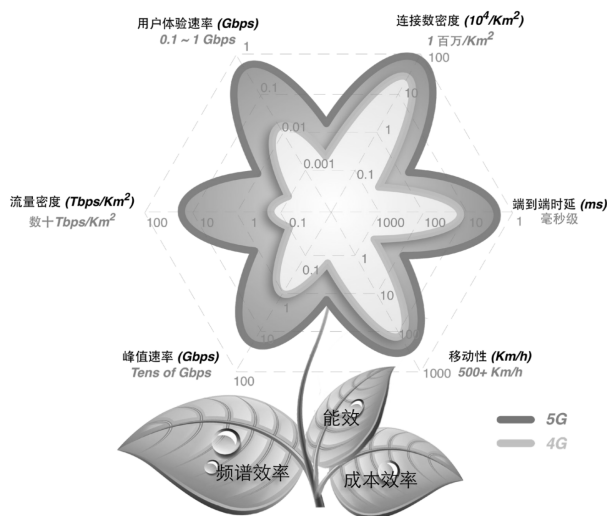 用户体验速率 (Gbps)
0.1 ~ 1 Gbps
连接数密度 (10⁴/Km²)
1 百万/Km²
1
100
0.1
10
0.01
1
0.001
0.1
流量密度 (Tbps/Km²)
数十Tbps/Km²
100
10
1
0.1
1000
100
10
1
端到端时延 (ms)
毫秒级
0.1
1
1
10
10
100
峰值速率 (Gbps)
Tens of Gbps
100
1000
移动性 (Km/h)
500+ Km/h
能效
频谱效率
成本效率
5G
4G